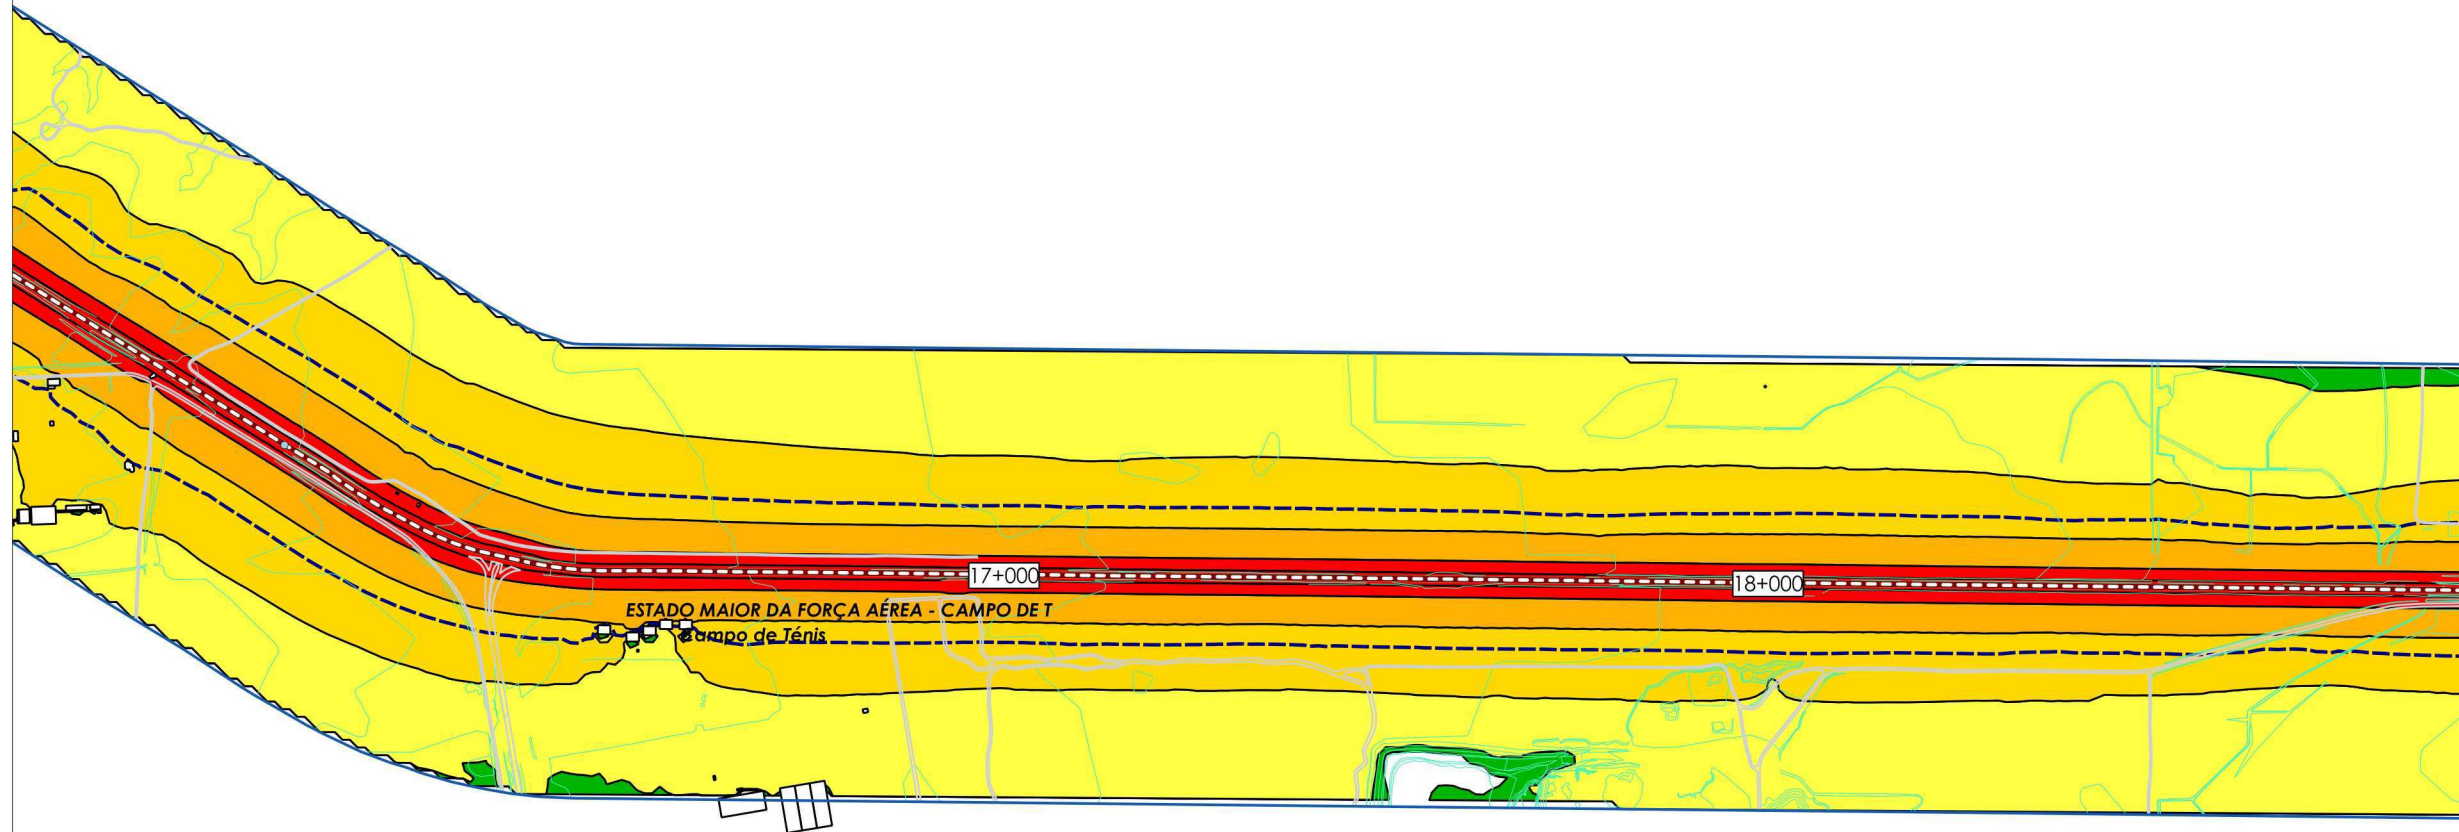 17+000
18+000
ESTADO MAIOR DA FORÇA AÉREA - CAMPO DE T
Campo de Ténis